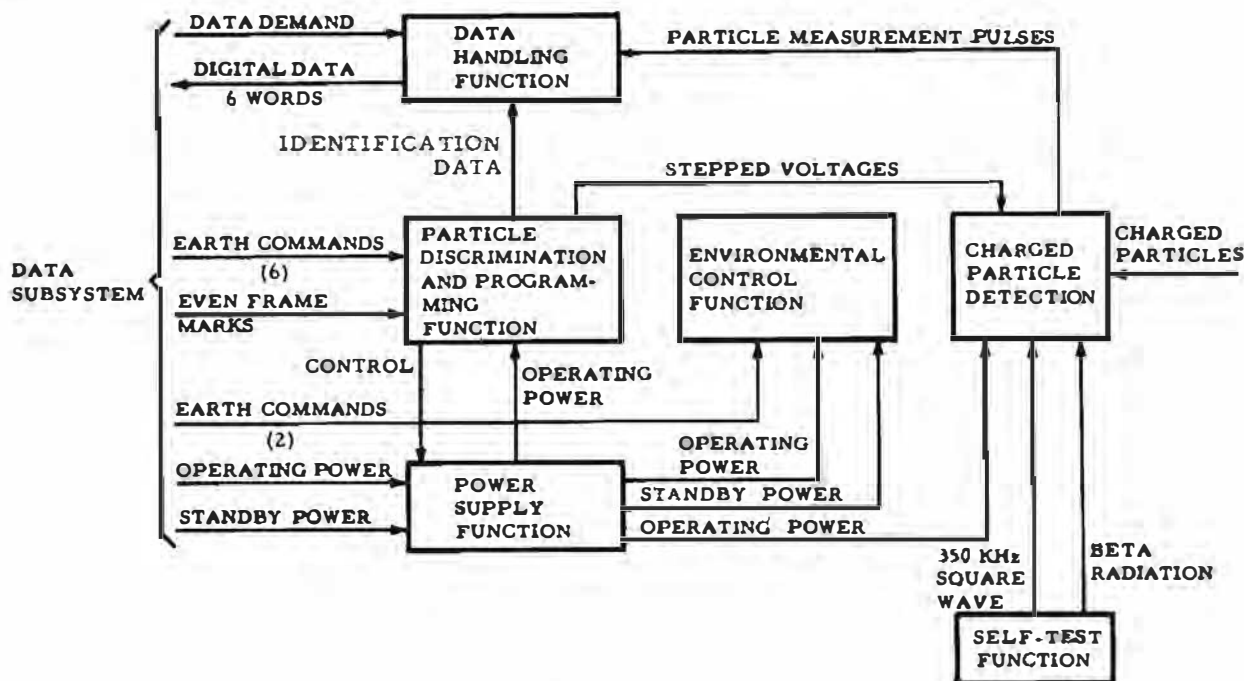 DATA DEMAND
DIGITAL DATA
6 WORDS
DATA
HANDLING
FUNCTION
PARTICLE MEASUREMENT PULSES
IDENTIFICATION
DATA
STEPPED VOLTAGES
DATA
SUBSYSTEM
EARTH COMMANDS
(6)
EVEN FRAME
MARKS
PARTICLE
DISCRIMINATION
AND PROGRAM-
MING
FUNCTION
ENVIRONMENTAL
CONTROL
FUNCTION
CHARGED
PARTICLE
DETECTION
CHARGED
PARTICLES
CONTROL
OPERATING
POWER
EARTH COMMANDS
(2)
OPERATING POWER
STANDBY POWER
POWER
SUPPLY
FUNCTION
OPERATING
POWER
STANDBY POWER
OPERATING POWER
350 KHz
SQUARE
WAVE
BETA
RADIATION
SELF-TEST
FUNCTION